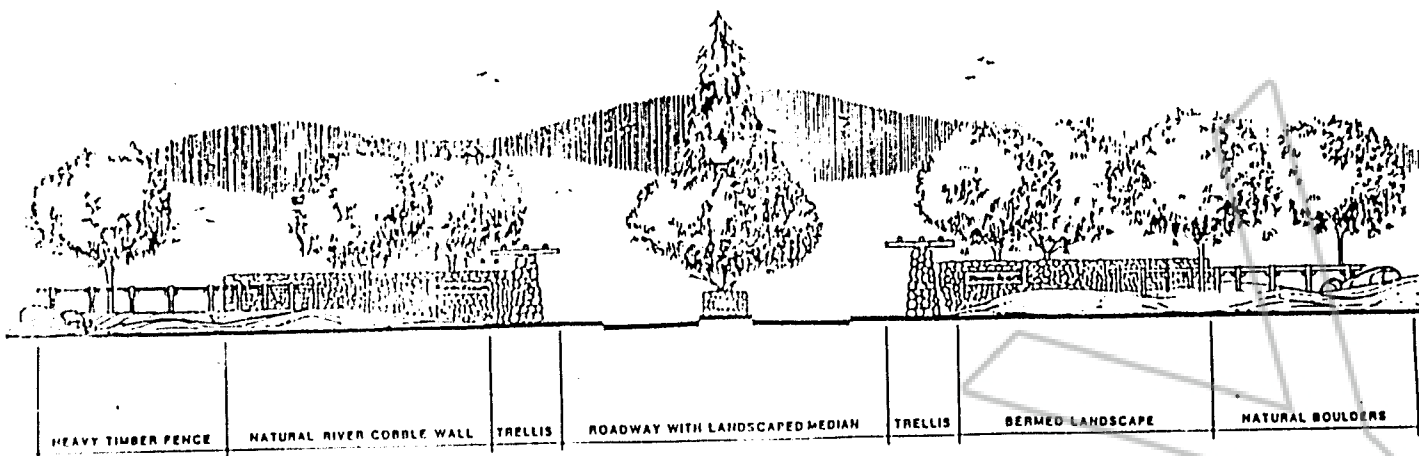 HEAVY TIMBER FENCE
NATURAL RIVER COBBLE WALL
TRELLIS
ROADWAY WITH LANDSCAPED MEDIAN
TRELLIS
BERMED LANDSCAPE
NATURAL BOULDERS